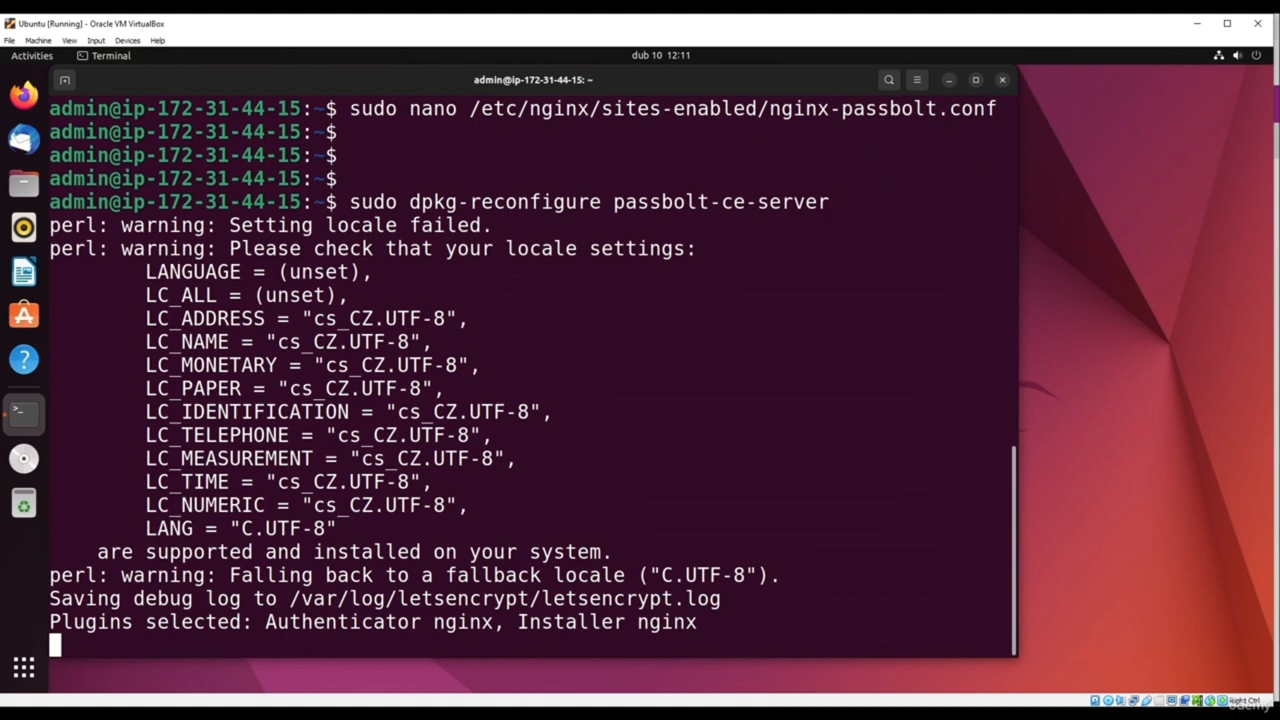 Ubuntu [Running] - Oracle VM VirtualBox
File Machine View Input Devices Help
Activities Terminal dub 10 12:11
admin@ip-172-31-44-15: ~
admin@ip-172-31-44-15:~$ sudo nano /etc/nginx/sites-enabled/nginx-passbolt.conf
admin@ip-172-31-44-15:~$
admin@ip-172-31-44-15:~$
admin@ip-172-31-44-15:~$
admin@ip-172-31-44-15:~$ sudo dpkg-reconfigure passbolt-ce-server
perl: warning: Setting locale failed.
perl: warning: Please check that your locale settings:
LANGUAGE = (unset),
LC_ALL = (unset),
LC_ADDRESS = "cs_CZ.UTF-8",
LC_NAME = "cs_CZ.UTF-8",
LC_MONETARY = "cs_CZ.UTF-8",
LC_PAPER = "cs_CZ.UTF-8",
LC_IDENTIFICATION = "cs_CZ.UTF-8",
LC_TELEPHONE = "cs_CZ.UTF-8",
LC_MEASUREMENT = "cs_CZ.UTF-8",
LC_TIME = "cs_CZ.UTF-8",
LC_NUMERIC = "cs_CZ.UTF-8",
LANG = "C.UTF-8"
are supported and installed on your system.
perl: warning: Falling back to a fallback locale ("C.UTF-8").
Saving debug log to /var/log/letsencrypt/letsencrypt.log
Plugins selected: Authenticator nginx, Installer nginx
Right Ctrl
udemy